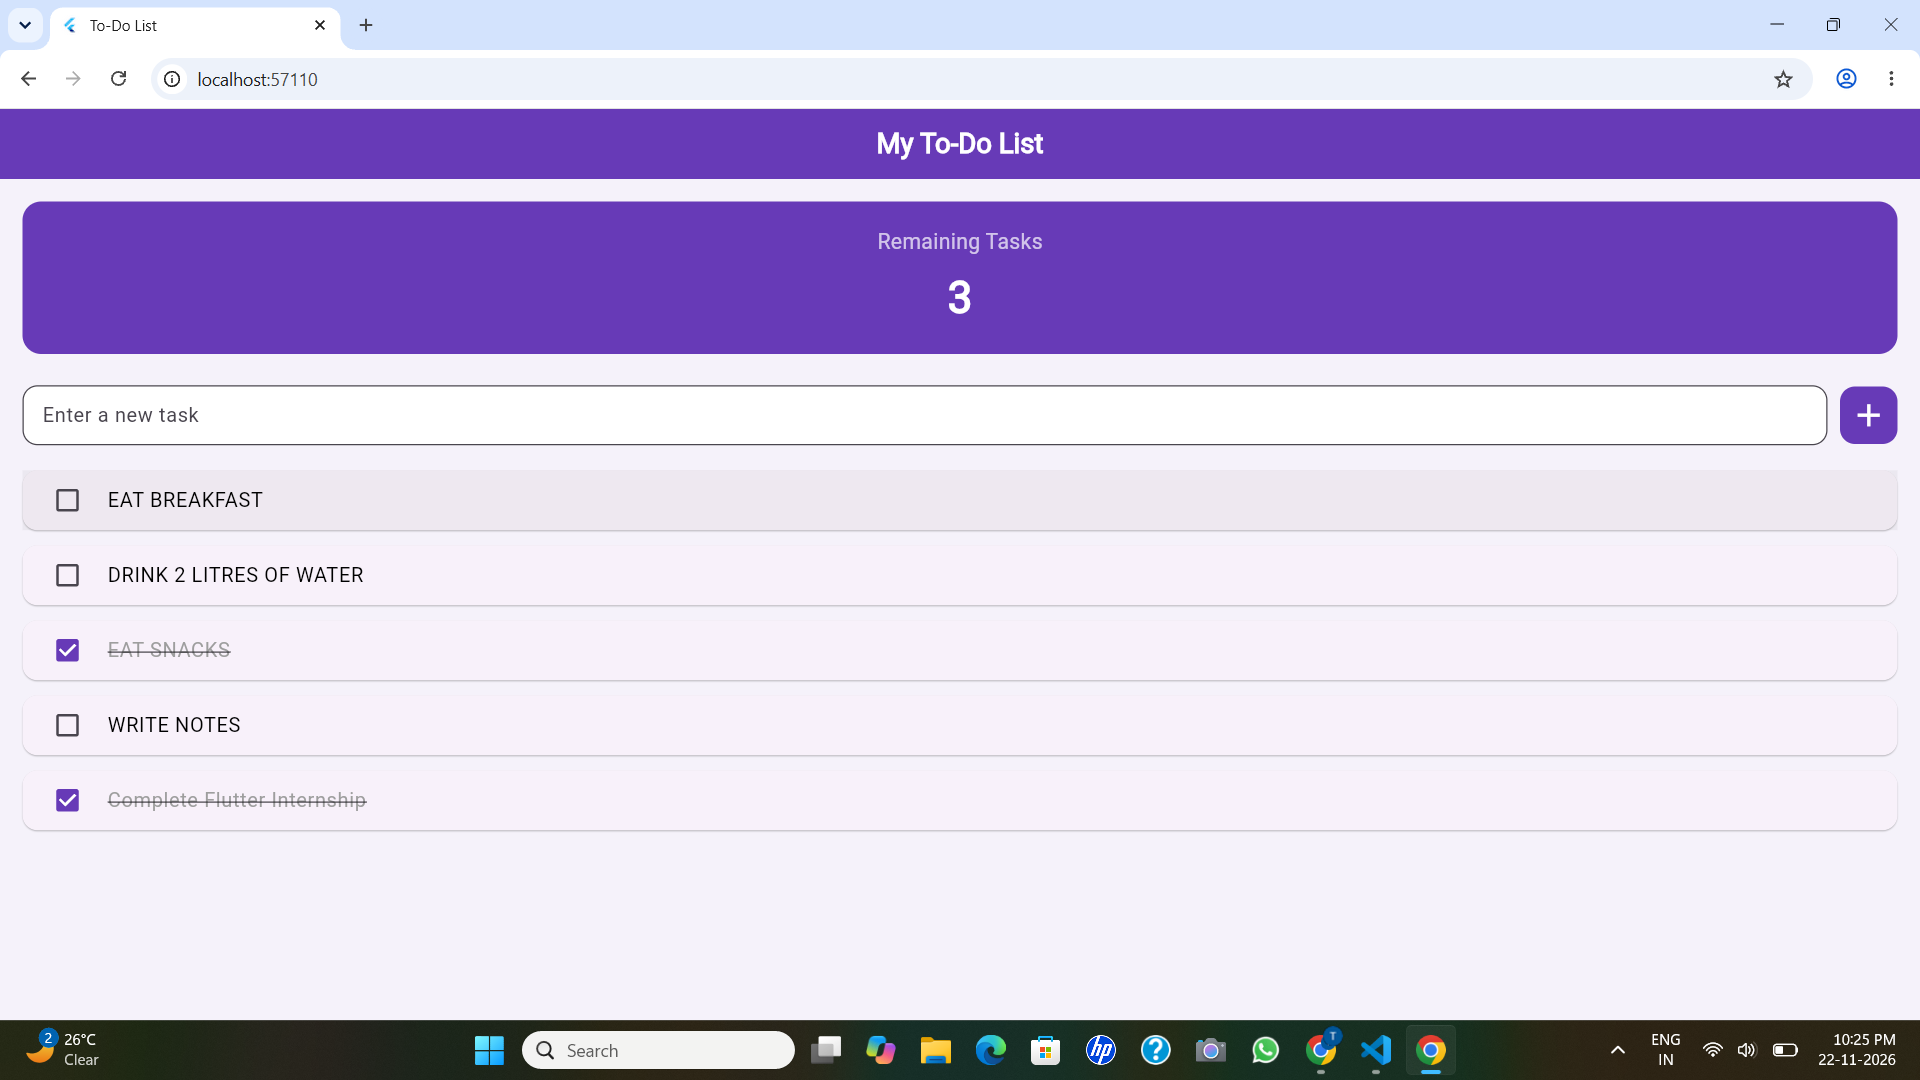 To-Do List
localhost:57110
My To-Do List
Remaining Tasks
3
Enter a new task
EAT BREAKFAST
DRINK 2 LITRES OF WATER
EAT SNACKS
WRITE NOTES
Complete Flutter Internship
2
26°C
Clear
Search
hp
?
T
ENG
IN
10:25 PM
22-11-2026